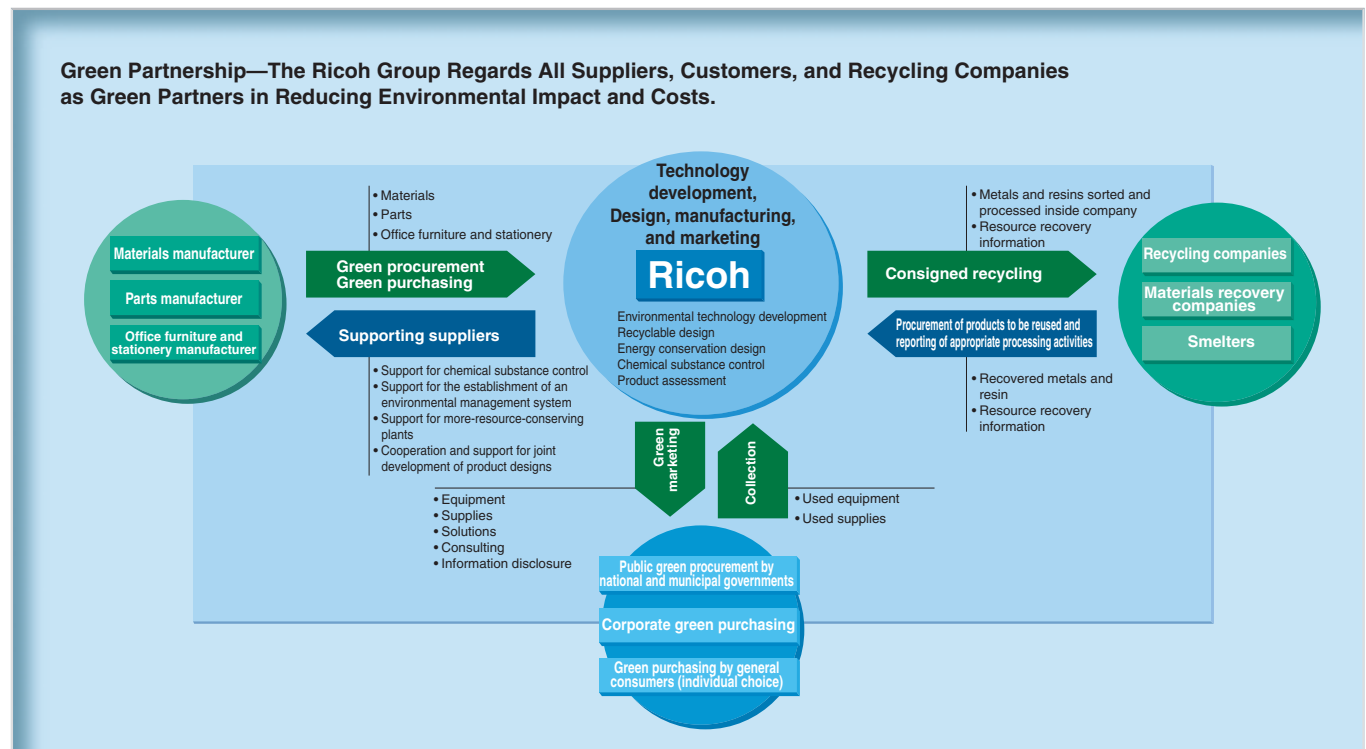 Green Partnership—The Ricoh Group Regards All Suppliers, Customers, and Recycling Companies
as Green Partners in Reducing Environmental Impact and Costs.
Materials manufacturer
Parts manufacturer
Office furniture and
stationery manufacturer
• Materials
• Parts
• Office furniture and stationery
Green procurement
Green purchasing
Supporting suppliers
• Support for chemical substance control
• Support for the establishment of an
environmental management system
• Support for more-resource-conserving
plants
• Cooperation and support for joint
development of product designs
Technology
development,
Design, manufacturing,
and marketing
Ricoh
Environmental technology development
Recyclable design
Energy conservation design
Chemical substance control
Product assessment
• Metals and resins sorted and
processed inside company
• Resource recovery
information
Consigned recycling
Procurement of products to be reused and
reporting of appropriate processing activities
• Recovered metals and
resin
• Resource recovery
information
Recycling companies
Materials recovery
companies
Smelters
Green
marketing
Collection
• Equipment
• Supplies
• Solutions
• Consulting
• Information disclosure
• Used equipment
• Used supplies
Public green procurement by
national and municipal governments
Corporate green purchasing
Green purchasing by general
consumers (individual choice)